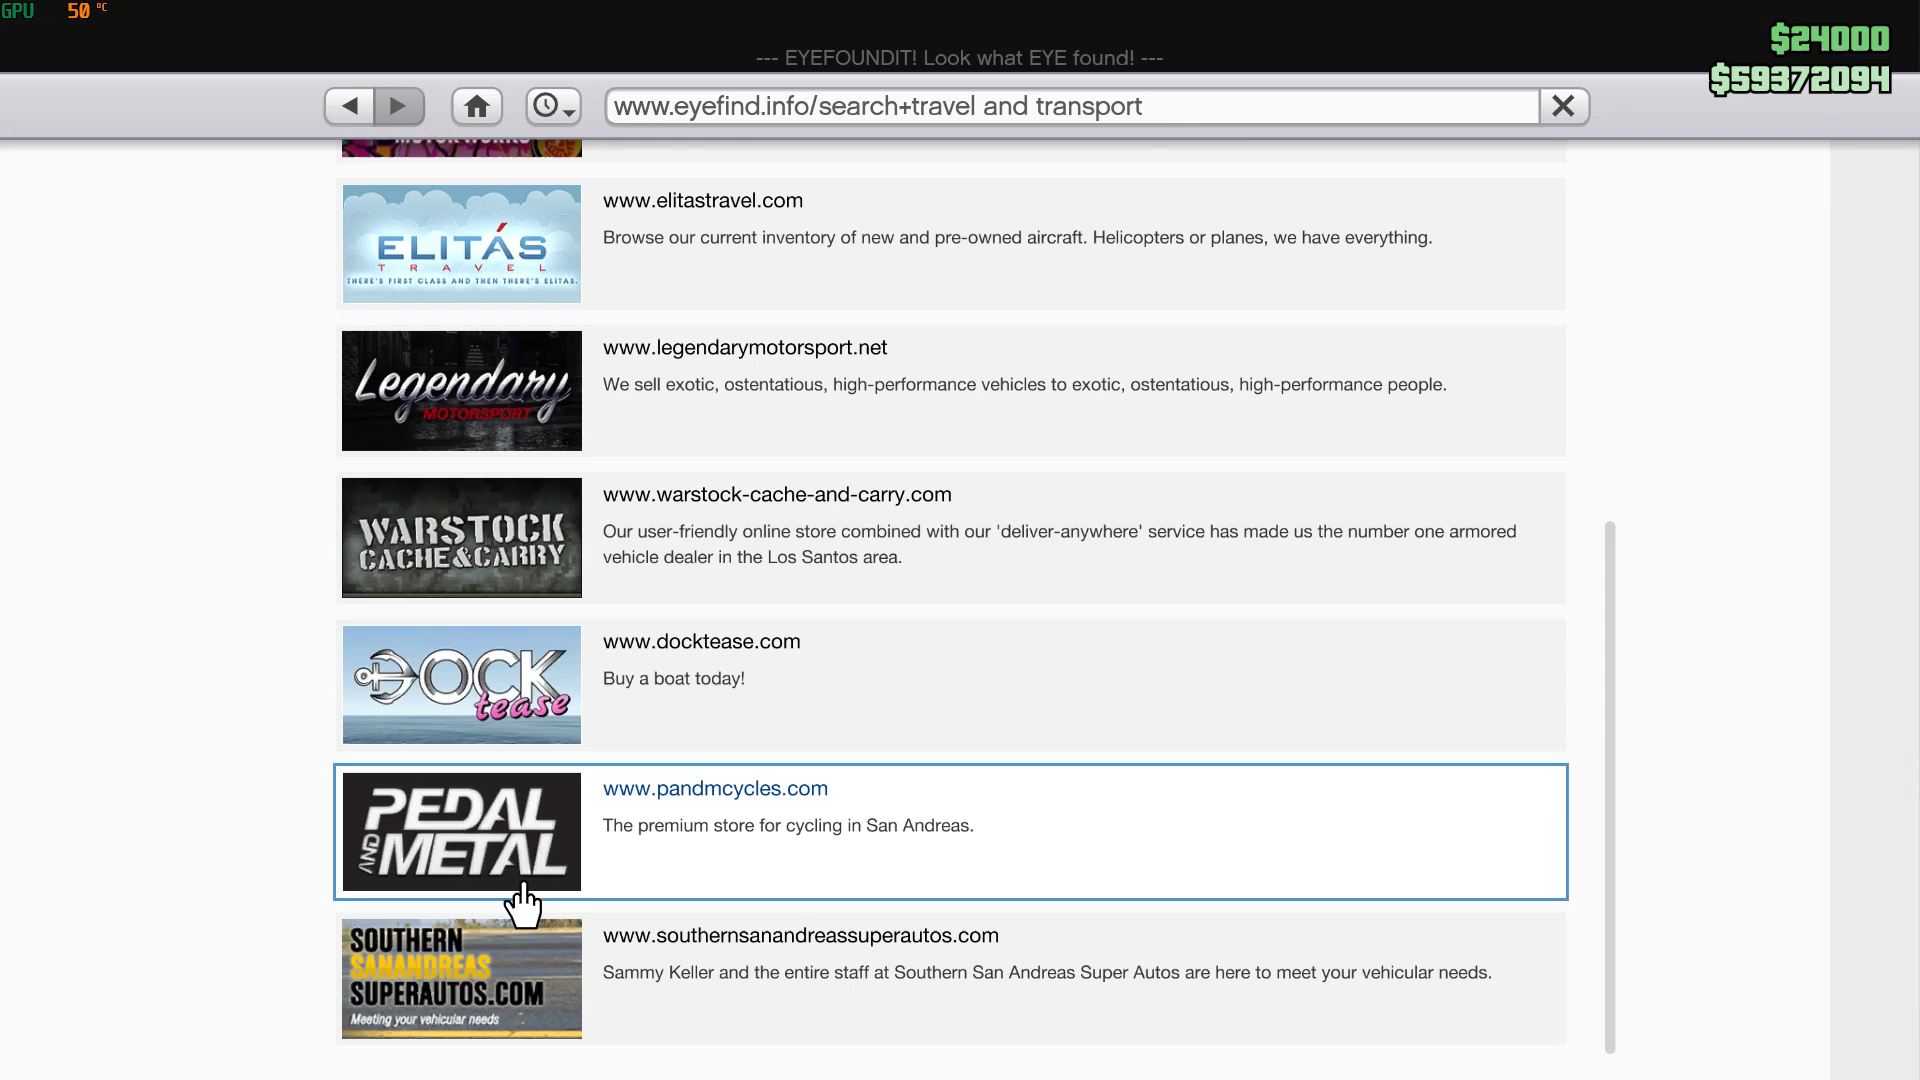 GPU 50 °C
--- EYEFOUNDIT! Look what EYE found! ---
$24000
$59372094
www.eyefind.info/search+travel and transport
MOTORWORKS
ELITÁS
TRAVEL
THERE'S FIRST CLASS AND THEN THERE'S ELITAS.
www.elitastravel.com
Browse our current inventory of new and pre-owned aircraft. Helicopters or planes, we have everything.
Legendary
MOTORSPORT
www.legendarymotorsport.net
We sell exotic, ostentatious, high-performance vehicles to exotic, ostentatious, high-performance people.
WARSTOCK
CACHE&CARRY
www.warstock-cache-and-carry.com
Our user-friendly online store combined with our 'deliver-anywhere' service has made us the number one armored
vehicle dealer in the Los Santos area.
DOCK
tease
www.docktease.com
Buy a boat today!
PEDAL
AND METAL
www.pandmcycles.com
The premium store for cycling in San Andreas.
SOUTHERN
SANANDREAS
SUPERAUTOS.COM
Meeting your vehicular needs
www.southernsanandreassuperautos.com
Sammy Keller and the entire staff at Southern San Andreas Super Autos are here to meet your vehicular needs.